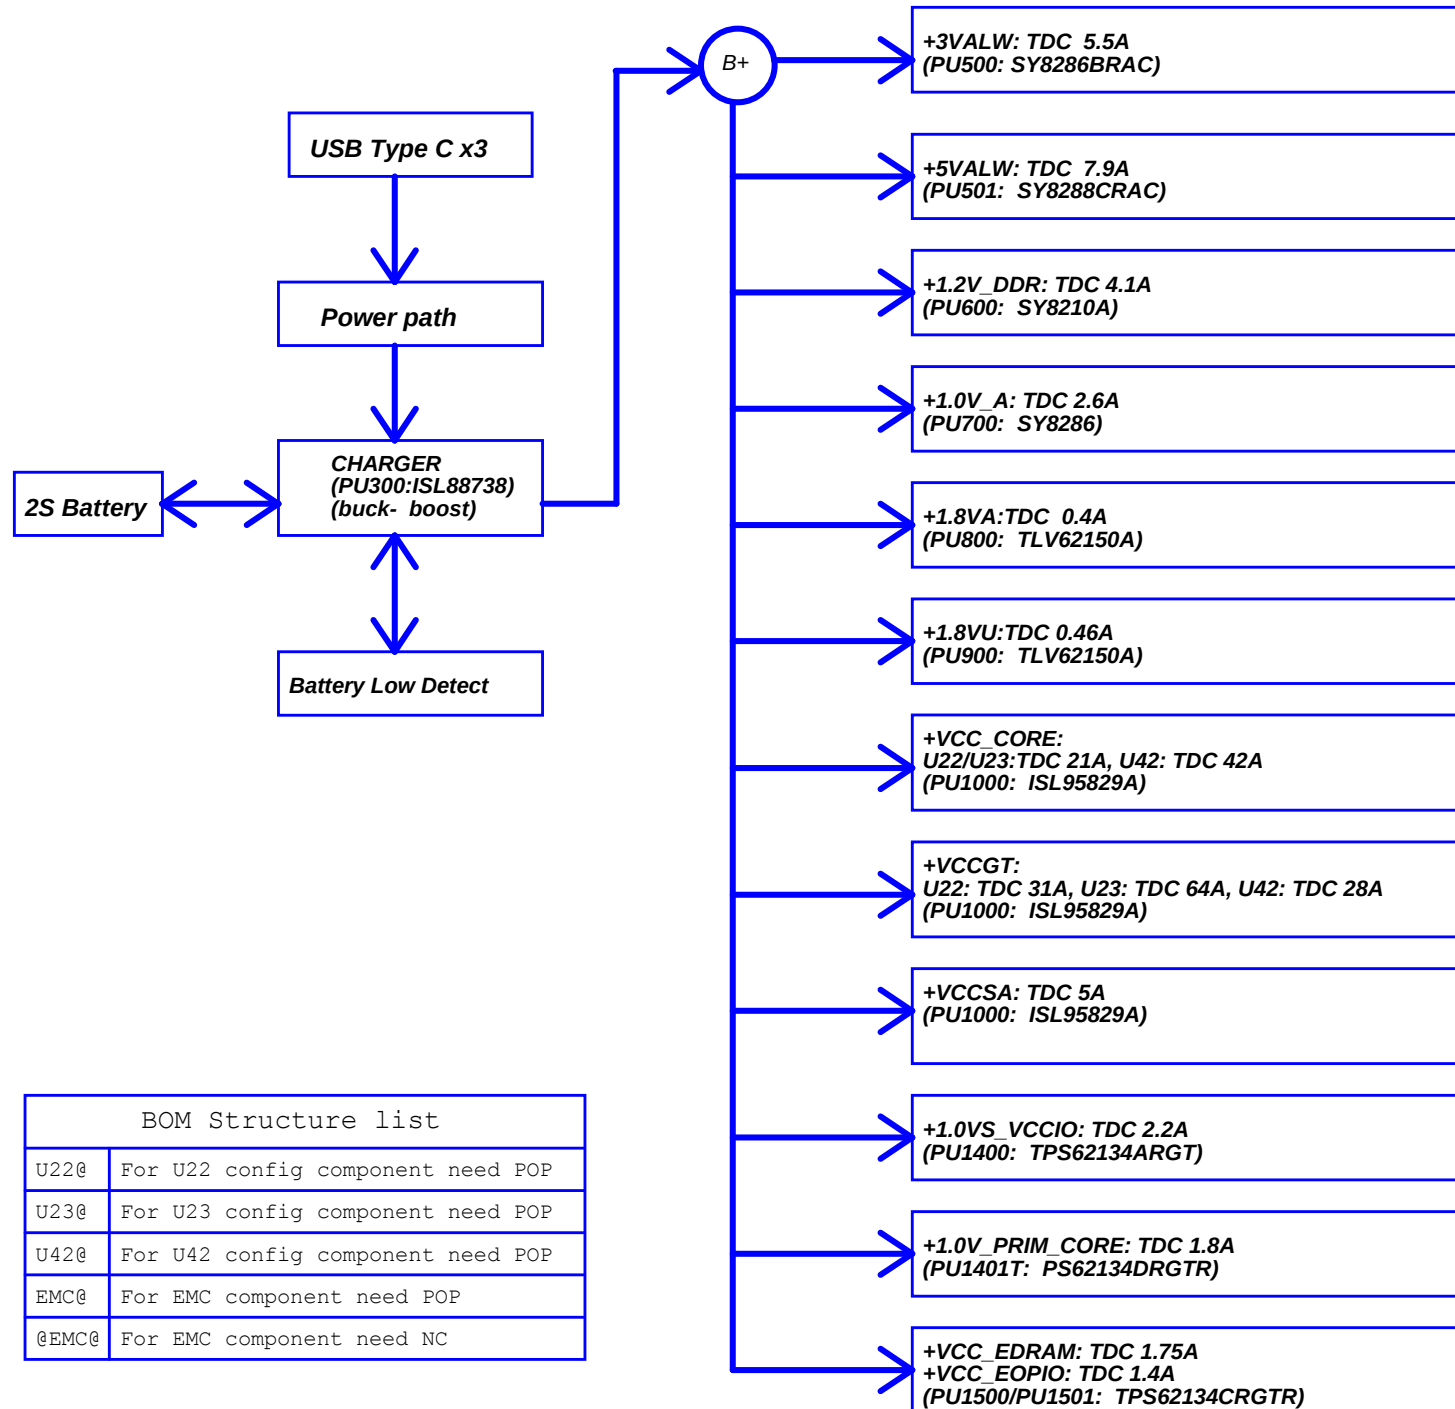 B+
USB Type C x3
Power path
CHARGER
(PU300:ISL88738)
(buck- boost)
2S Battery
Battery Low Detect
+3VALW: TDC 5.5A
(PU500: SY8286BRAC)
+5VALW: TDC 7.9A
(PU501: SY8288CRAC)
+1.2V_DDR: TDC 4.1A
(PU600: SY8210A)
+1.0V_A: TDC 2.6A
(PU700: SY8286)
+1.8VA:TDC 0.4A
(PU800: TLV62150A)
+1.8VU:TDC 0.46A
(PU900: TLV62150A)
+VCC_CORE:
U22/U23:TDC 21A, U42: TDC 42A
(PU1000: ISL95829A)
+VCCGT:
U22: TDC 31A, U23: TDC 64A, U42: TDC 28A
(PU1000: ISL95829A)
+VCCSA: TDC 5A
(PU1000: ISL95829A)
+1.0VS_VCCIO: TDC 2.2A
(PU1400: TPS62134ARGT)
+1.0V_PRIM_CORE: TDC 1.8A
(PU1401T: PS62134DRGTR)
+VCC_EDRAM: TDC 1.75A
+VCC_EOPIO: TDC 1.4A
(PU1500/PU1501: TPS62134CRGTR)
BOM Structure list
U22@ For U22 config component need POP
U23@ For U23 config component need POP
U42@ For U42 config component need POP
EMC@ For EMC component need POP
@EMC@ For EMC component need NC